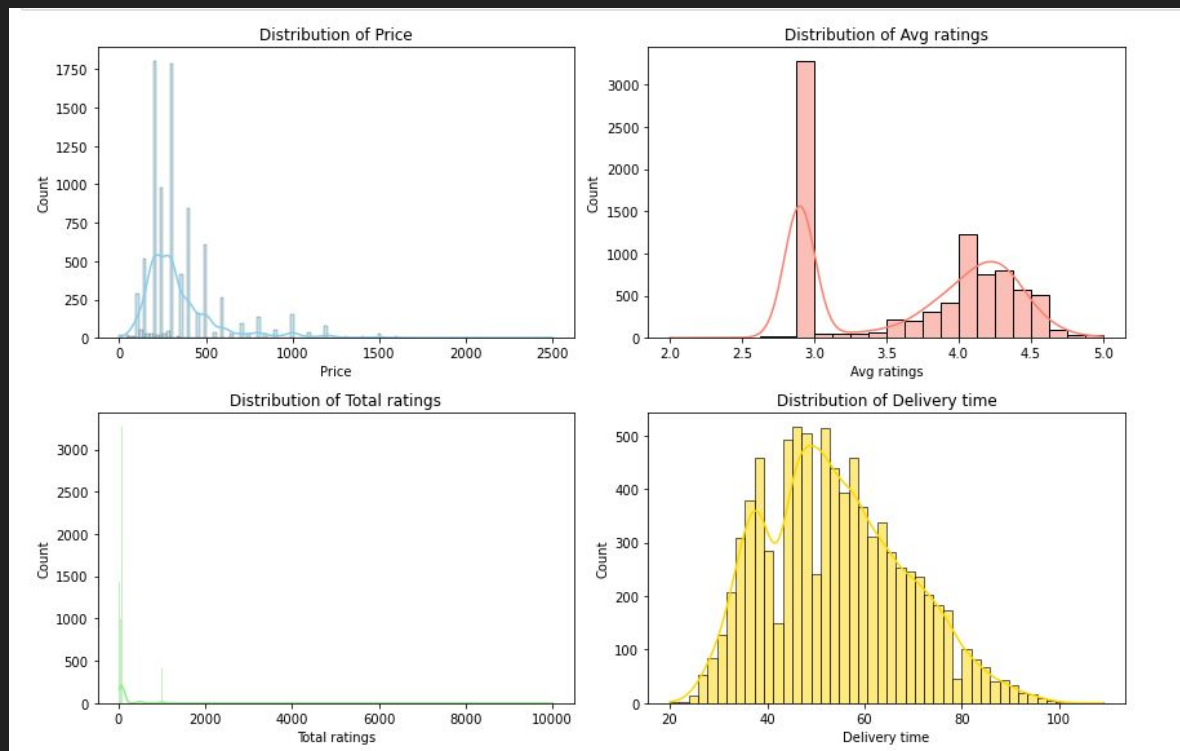 Distribution of Price
1750
1500
1250
1000
750
500
250
0
Count
0 500 1000 1500 2000 2500
Price
Distribution of Avg ratings
3000
2500
2000
1500
1000
500
0
Count
2.0 2.5 3.0 3.5 4.0 4.5 5.0
Avg ratings
Distribution of Total ratings
3000
2500
2000
1500
1000
500
0
Count
0 2000 4000 6000 8000 10000
Total ratings
Distribution of Delivery time
500
400
300
200
100
0
Count
20 40 60 80 100
Delivery time